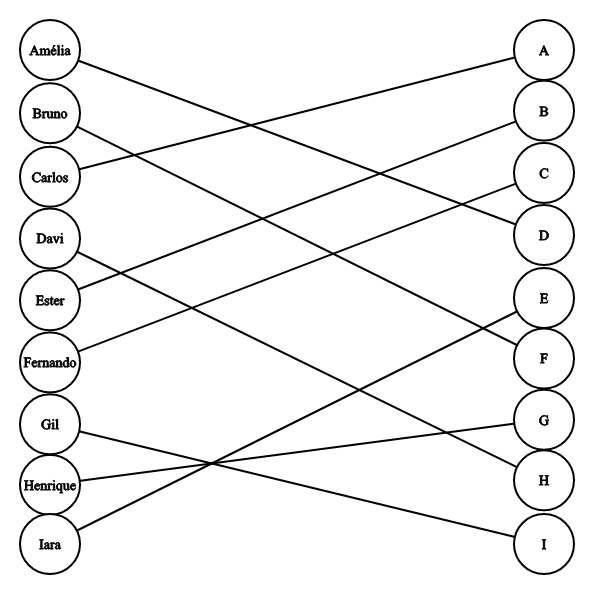 Amélia
Bruno
Carlos
Davi
Ester
Fernando
Gil
Henrique
Iara
A
B
C
D
E
F
G
H
I